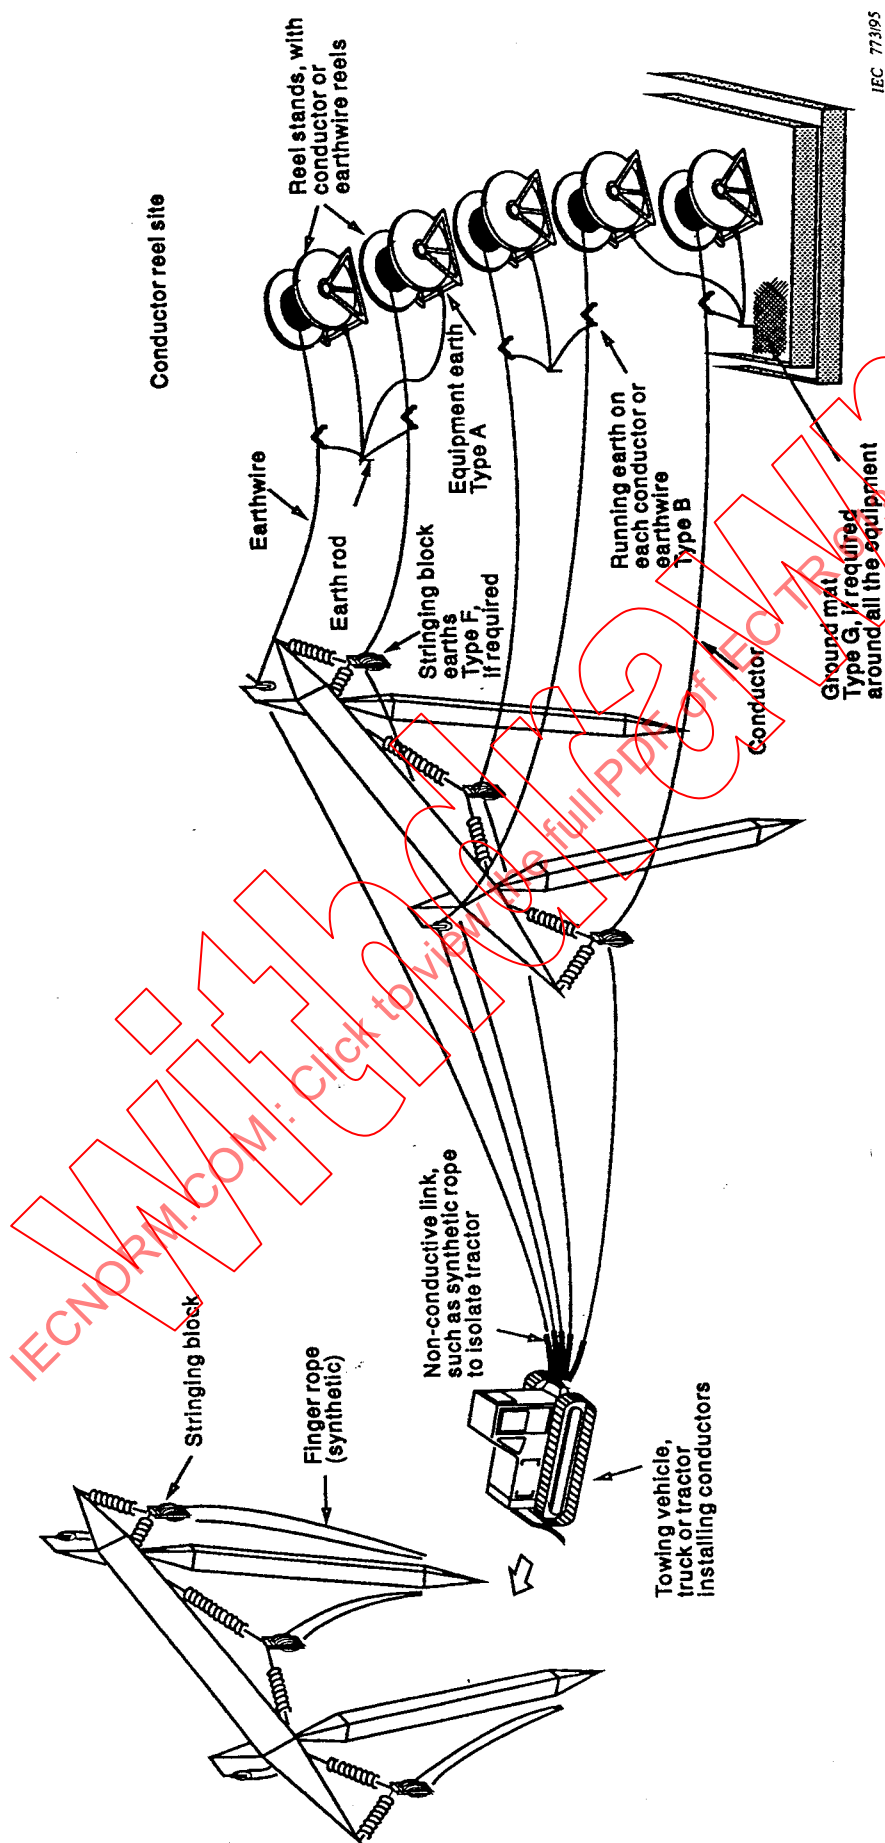 Conductor reel site
Reel stands, with
conductor or
earthwire reels
Earthwire
Earth rod
Equipment earth
Type A
Stringing block
earths
Type F,
if required
Running earth on
each conductor or
earthwire
Type B
Conductor
Ground mat
Type G, if required
around all the equipment
Non-conductive link,
such as synthetic rope
to isolate tractor
Stringing block
Finger rope
(synthetic)
Towing vehicle,
truck or tractor
installing conductors
IEC 773/95
withdrawn
IECNORM.COM : Click to view the full PDF of IEC TR